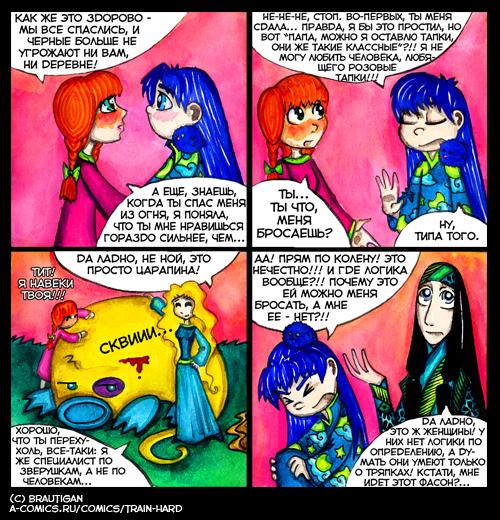 КАК ЖЕ ЭТО ЗДОРОВО -
МЫ ВСЕ СПАСЛИСЬ, И
ЧЕРНЫЕ БОЛЬШЕ НЕ
УГРОЖАЮТ НИ ВАМ,
НИ ДЕРЕВНЕ!
А ЕЩЕ, ЗНАЕШЬ,
КОГДА ТЫ СПАС МЕНЯ
ИЗ ОГНЯ, Я ПОНЯЛА,
ЧТО ТЫ МНЕ НРАВИШЬСЯ
ГОРАЗДО СИЛЬНЕЕ, ЧЕМ...
НЕ-НЕ-НЕ, СТОП. ВО-ПЕРВЫХ, ТЫ МЕНЯ
СДАЛА... ПРАВДА, Я БЫ ЭТО ПРОСТИЛ, НО
ВОТ "ПАПА, МОЖНО Я ОСТАВЛЮ ТАПКИ,
ОНИ ЖЕ ТАКИЕ КЛАССНЫЕ"?!! Я НЕ
МОГУ ЛЮБИТЬ ЧЕЛОВЕКА, ЛЮБЯ-
ЩЕГО РОЗОВЫЕ
ТАПКИ!!!
ТЫ...
ТЫ ЧТО,
МЕНЯ
БРОСАЕШЬ?
НУ,
ТИПА ТОГО.
ДА ЛАДНО, НЕ НОЙ, ЭТО
ПРОСТО ЦАРАПИНА!
ТИТ!
Я НАВЕКИ
ТВОЯ!!!
СКВИИИ...
ХОРОШО,
ЧТО ТЫ ПЕРЕХУ-
ХОЛЬ, ВСЕ-ТАКИ: Я
ЖЕ СПЕЦИАЛИСТ ПО
ЗВЕРУШКАМ, А НЕ ПО
ЧЕЛОВЕКАМ...
АА! ПРЯМ ПО КОЛЕНУ! ЭТО
НЕЧЕСТНО!!! И ГДЕ ЛОГИКА
ВООБЩЕ?!! ПОЧЕМУ ЭТО
ЕЙ МОЖНО МЕНЯ
БРОСАТЬ, А МНЕ
ЕЕ - НЕТ?!!
ДА ЛАДНО,
ЭТО Ж ЖЕНЩИНЫ! У
НИХ НЕТ ЛОГИКИ ПО
ОПРЕДЕЛЕНИЮ, А ДУ-
МАТЬ ОНИ УМЕЮТ ТОЛЬКО
О ТРЯПКАХ! КСТАТИ, МНЕ
ИДЕТ ЭТОТ ФАСОН?...
(C) BRAUTIGAN
A-COMICS.RU/COMICS/TRAIN-HARD